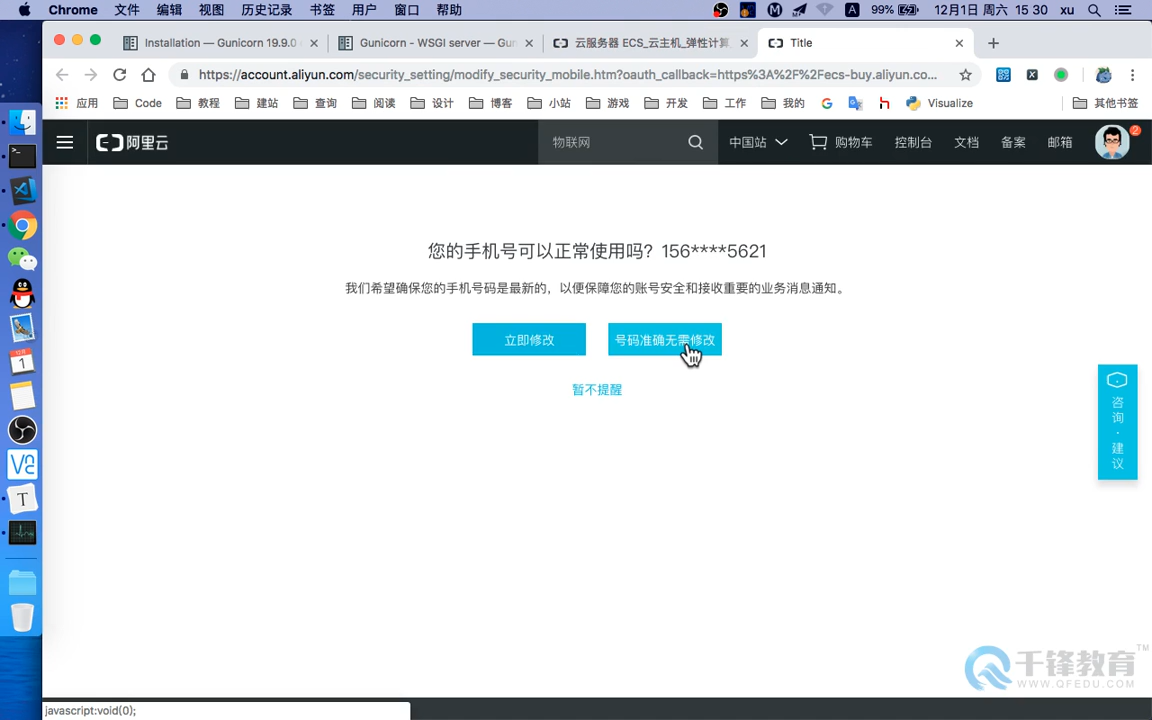 Chrome 文件 编辑 视图 历史记录 书签 用户 窗口 帮助 99% 12月1日 周六 15 30 xu
Installation — Gunicorn 19.9.0 Gunicorn - WSGI server — Gun 云服务器 ECS_云主机_弹性计算 Title
https://account.aliyun.com/security_setting/modify_security_mobile.htm?oauth_callback=https%3A%2F%2Fecs-buy.aliyun.co...
应用 Code 教程 建站 查询 阅读 设计 博客 小站 游戏 开发 工作 我的 Visualize 其他书签
阿里云 物联网 中国站 购物车 控制台 文档 备案 邮箱 2
您的手机号可以正常使用吗？156****5621
我们希望确保您的手机号码是最新的，以便保障您的账号安全和接收重要的业务消息通知。
立即修改 号码准确无需修改
暂不提醒
咨询·建议
千锋教育 TM
WWW.QFEDU.COM
javascript:void(0);